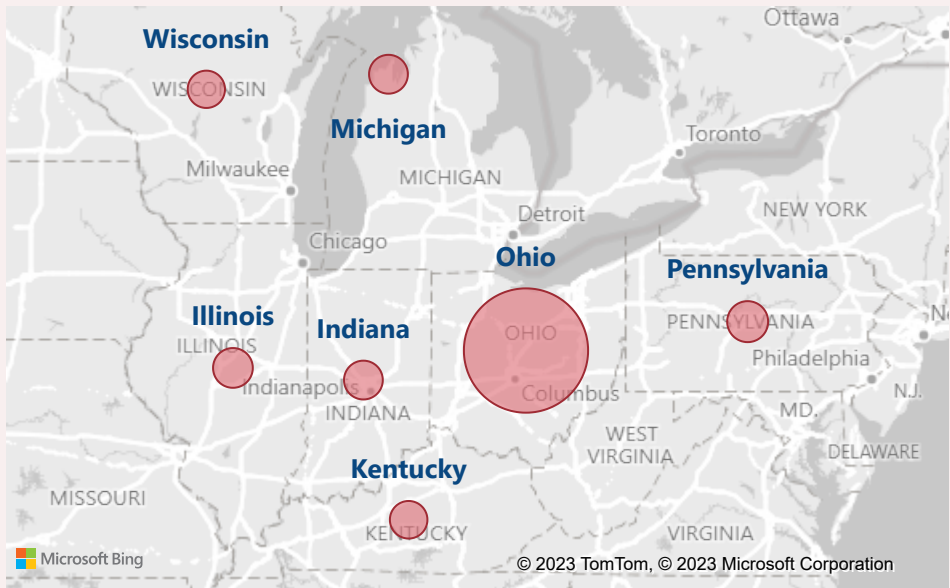 Ottawa
Wisconsin
WISCONSIN
Michigan
Toronto
Milwaukee
MICHIGAN
NEW YORK
Detroit
Chicago
Ohio
Pennsylvania
Illinois
Indiana
OHIO
PENNSYLVANIA
ILLINOIS
Philadelphia
Indianapolis
Columbus
N.J.
INDIANA
MD.
WEST
VIRGINIA
DELAWARE
Kentucky
MISSOURI
KENTUCKY
VIRGINIA
Microsoft Bing
© 2023 TomTom, © 2023 Microsoft Corporation